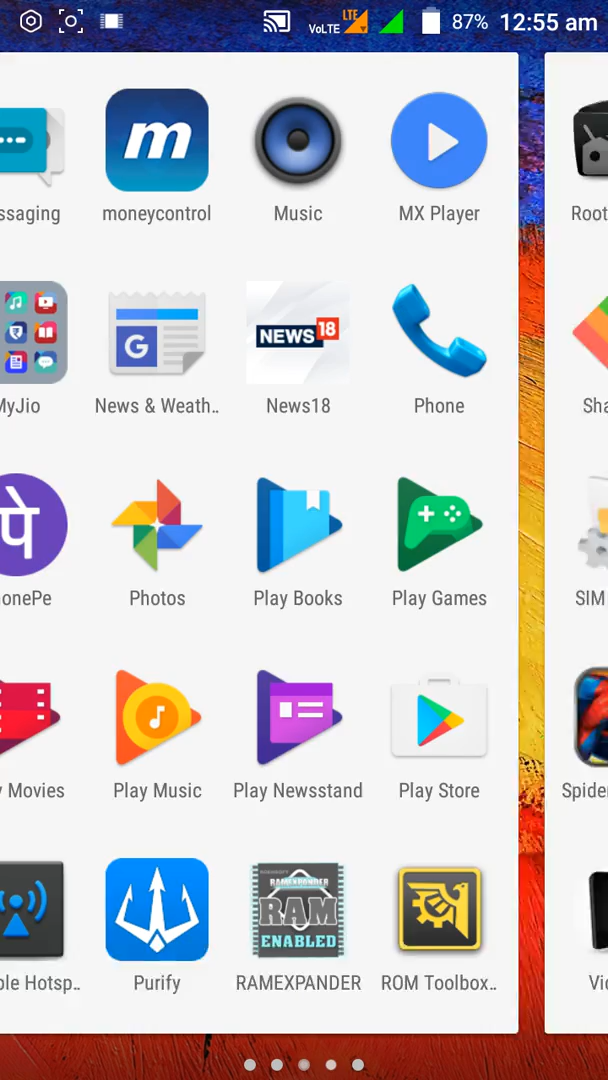 VoLTE LTE 87% 12:55 am
m
ssaging moneycontrol Music MX Player Root
NEWS 18
G
MyJio News & Weath.. News18 Phone Sha
पे
onePe Photos Play Books Play Games SIM
y Movies Play Music Play Newsstand Play Store Spider
RAMEXPANDER
RAM
ENABLED
ble Hotsp.. Purify RAMEXPANDER ROM Toolbox.. Vic